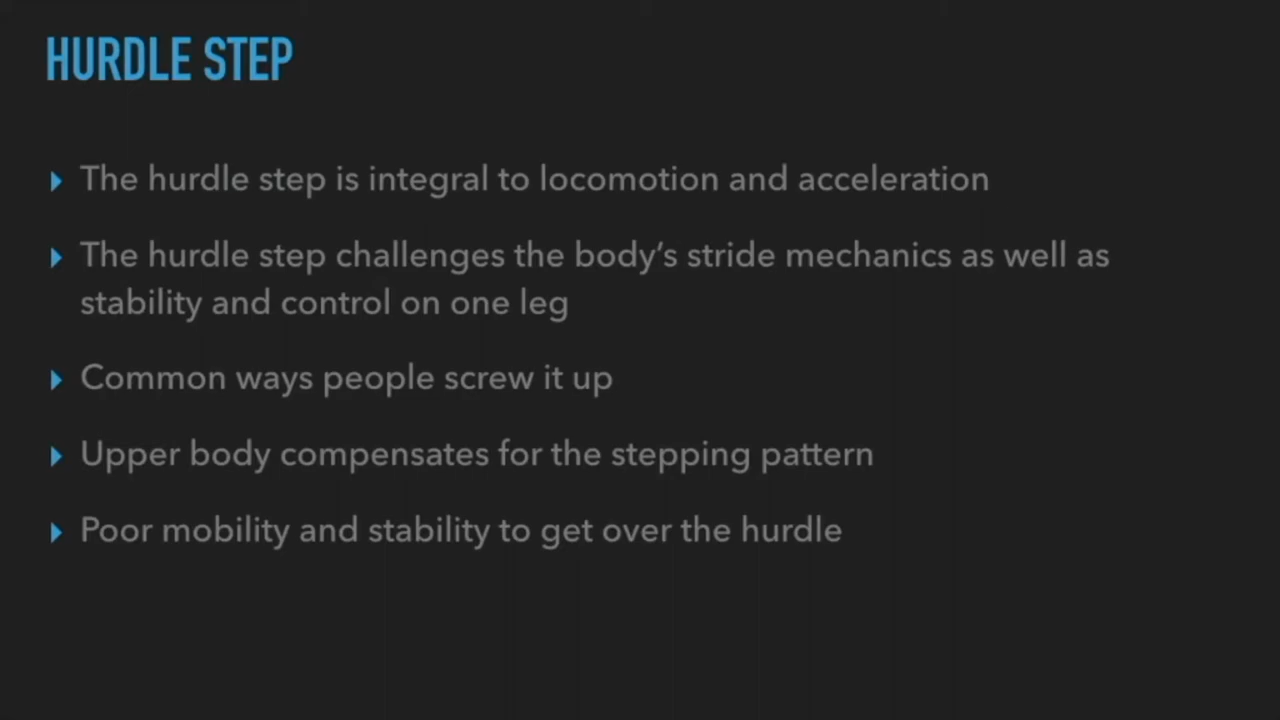 HURDLE STEP
The hurdle step is integral to locomotion and acceleration
The hurdle step challenges the body’s stride mechanics as well as
stability and control on one leg
Common ways people screw it up
Upper body compensates for the stepping pattern
Poor mobility and stability to get over the hurdle